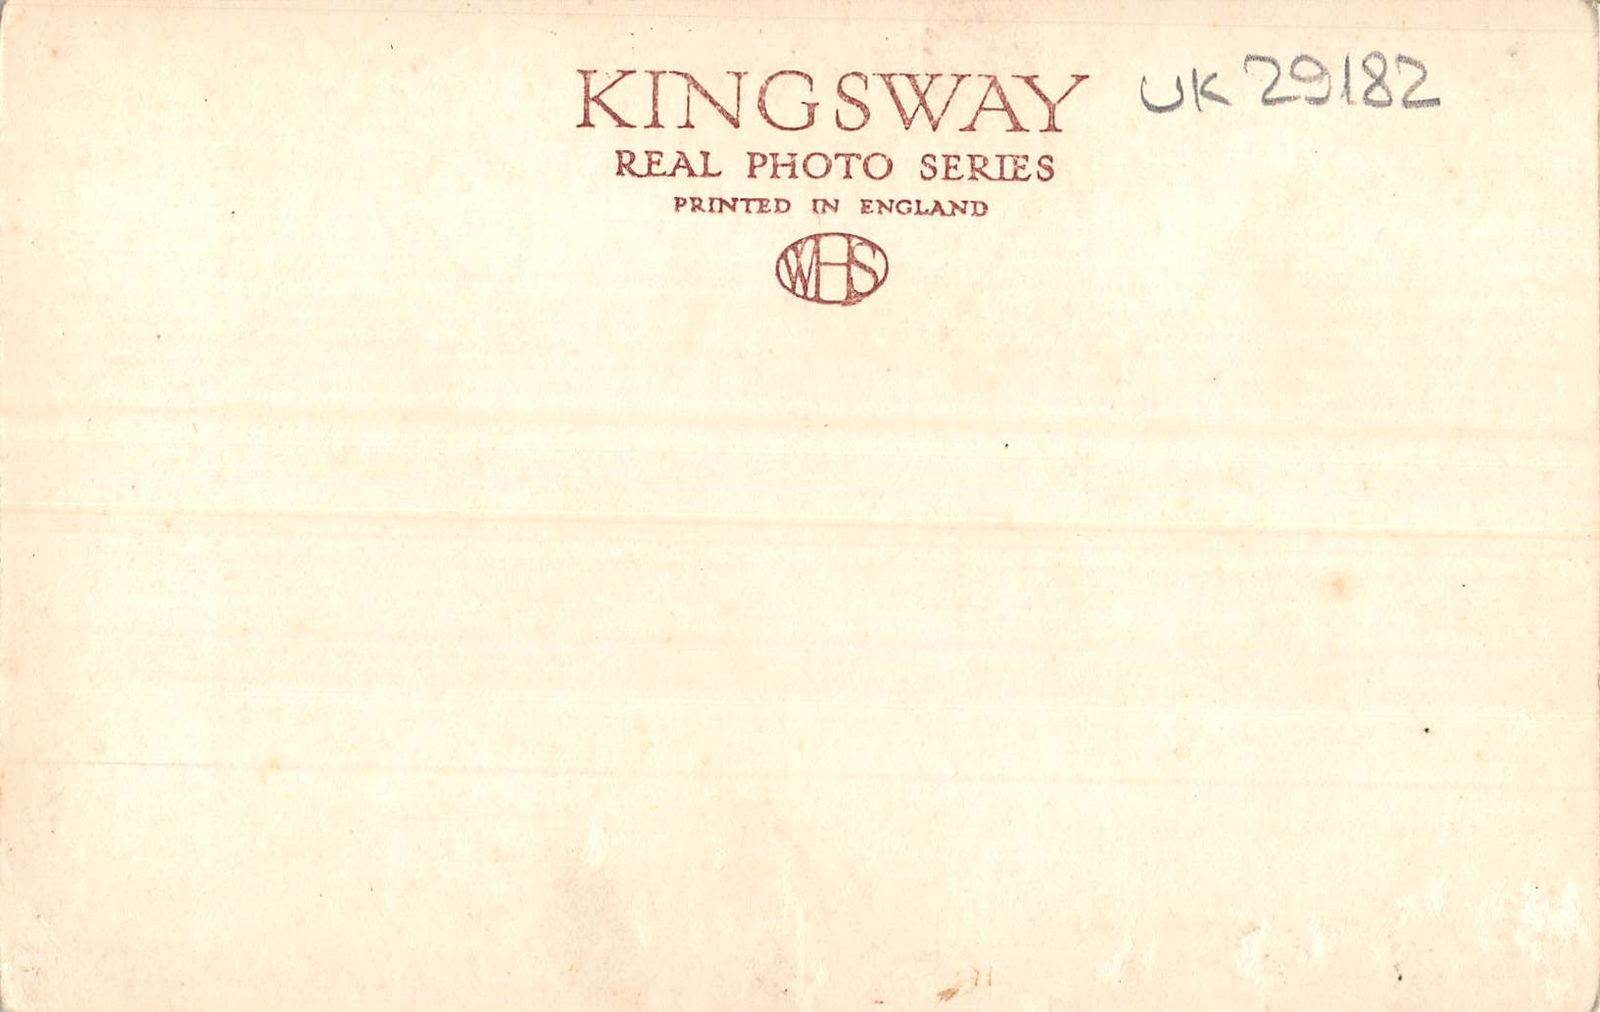 KINGSWAY
UK 29182
REAL PHOTO SERIES
PRINTED IN ENGLAND
WHS